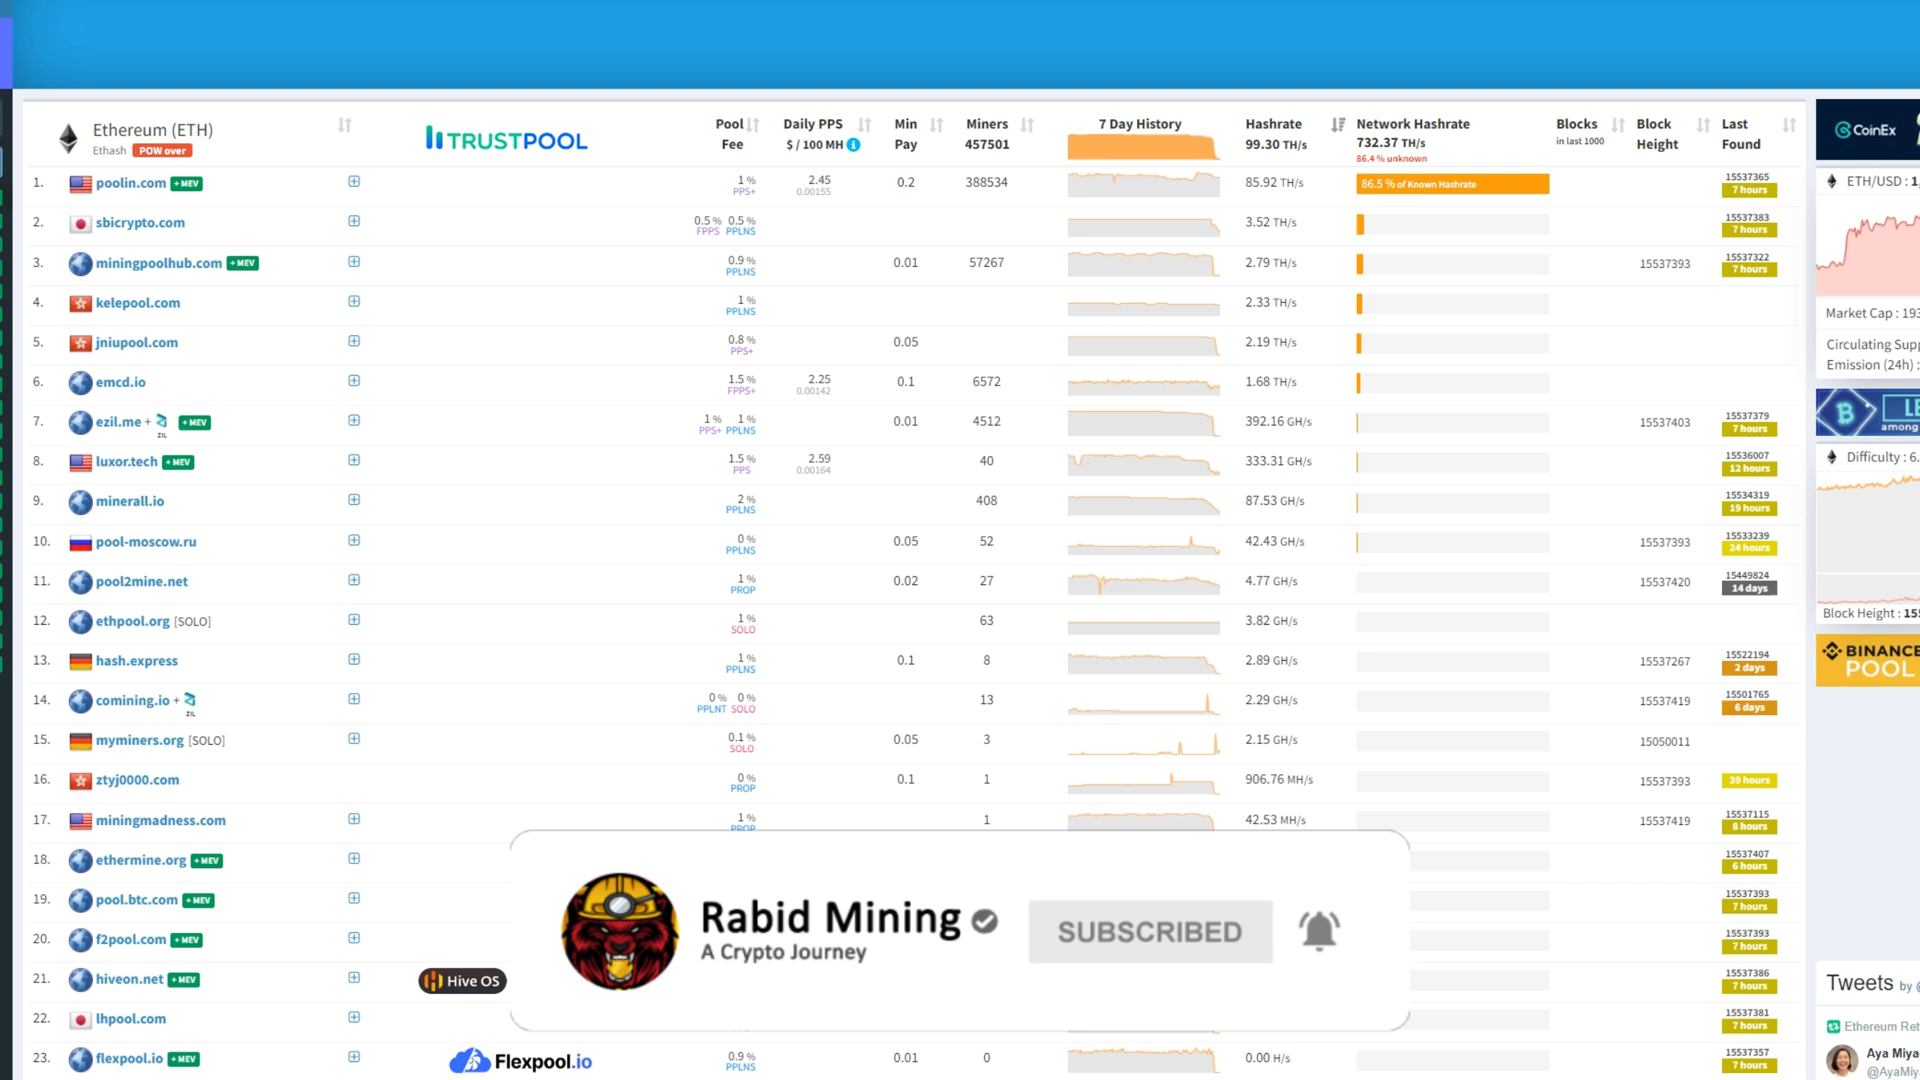 Ethereum (ETH)
Ethash POW over
TRUSTPOOL
Pool Fee
Daily PPS $ / 100 MH
Min Pay
Miners 457501
7 Day History
Hashrate 99.30 TH/s
Network Hashrate 732.37 TH/s
86.4 % unknown
Blocks in last 1000
Block Height
Last Found
1. poolin.com + MEV 1 % PPS+ 2.45 0.00155 0.2 388534 85.92 TH/s 86.5 % of Known Hashrate 15537365 7 hours
2. sbicrypto.com 0.5 % FPPS 0.5 % PPLNS 3.52 TH/s 15537383 7 hours
3. miningpoolhub.com + MEV 0.9 % PPLNS 0.01 57267 2.79 TH/s 15537393 15537322 7 hours
4. kelepool.com 1 % PPLNS 2.33 TH/s
5. jniupool.com 0.8 % PPS+ 0.05 2.19 TH/s
6. emcd.io 1.5 % FPPS+ 2.25 0.00142 0.1 6572 1.68 TH/s
7. ezil.me + ZIL + MEV 1 % PPS+ 1 % PPLNS 0.01 4512 392.16 GH/s 15537403 15537379 7 hours
8. luxor.tech + MEV 1.5 % PPS 2.59 0.00164 40 333.31 GH/s 15536007 12 hours
9. minerall.io 2 % PPLNS 408 87.53 GH/s 15534319 19 hours
10. pool-moscow.ru 0 % PPLNS 0.05 52 42.43 GH/s 15537393 15533239 24 hours
11. pool2mine.net 1 % PROP 0.02 27 4.77 GH/s 15537420 15449824 14 days
12. ethpool.org [SOLO] 1 % SOLO 63 3.82 GH/s
13. hash.express 1 % PPLNS 0.1 8 2.89 GH/s 15537267 15522194 2 days
14. comining.io + ZIL 0 % PPLNT 0 % SOLO 13 2.29 GH/s 15537419 15501765 6 days
15. myminers.org [SOLO] 0.1 % SOLO 0.05 3 2.15 GH/s 15050011
16. ztyj0000.com 0 % PROP 0.1 1 906.76 MH/s 15537393 39 hours
17. miningmadness.com 1 % PROP 1 42.53 MH/s 15537419 15537115 8 hours
18. ethermine.org + MEV 15537407 6 hours
19. pool.btc.com + MEV 15537393 7 hours
20. f2pool.com + MEV 15537393 7 hours
21. hiveon.net + MEV Hive OS 15537386 7 hours
22. lhpool.com 15537381 7 hours
23. flexpool.io + MEV Flexpool.io 0.9 % PPLNS 0.01 0 0.00 H/s 15537357 7 hours
Rabid Mining
A Crypto Journey
SUBSCRIBED
CoinEx
ETH/USD : 1,
Market Cap : 193
Circulating Supp
Emission (24h) :
LE
among
Difficulty : 6.
Block Height : 155
BINANCE
POOL
Tweets by @
Ethereum Ret
Aya Miya
@AyaMiy